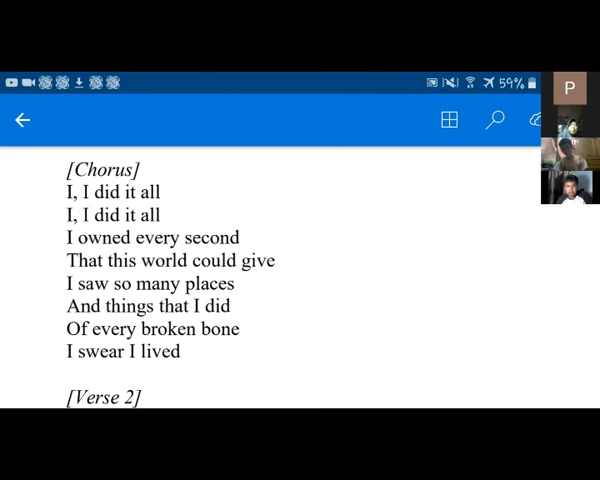 59%
P
[Chorus]
I, I did it all
I, I did it all
I owned every second
That this world could give
I saw so many places
And things that I did
Of every broken bone
I swear I lived
[Verse 2]